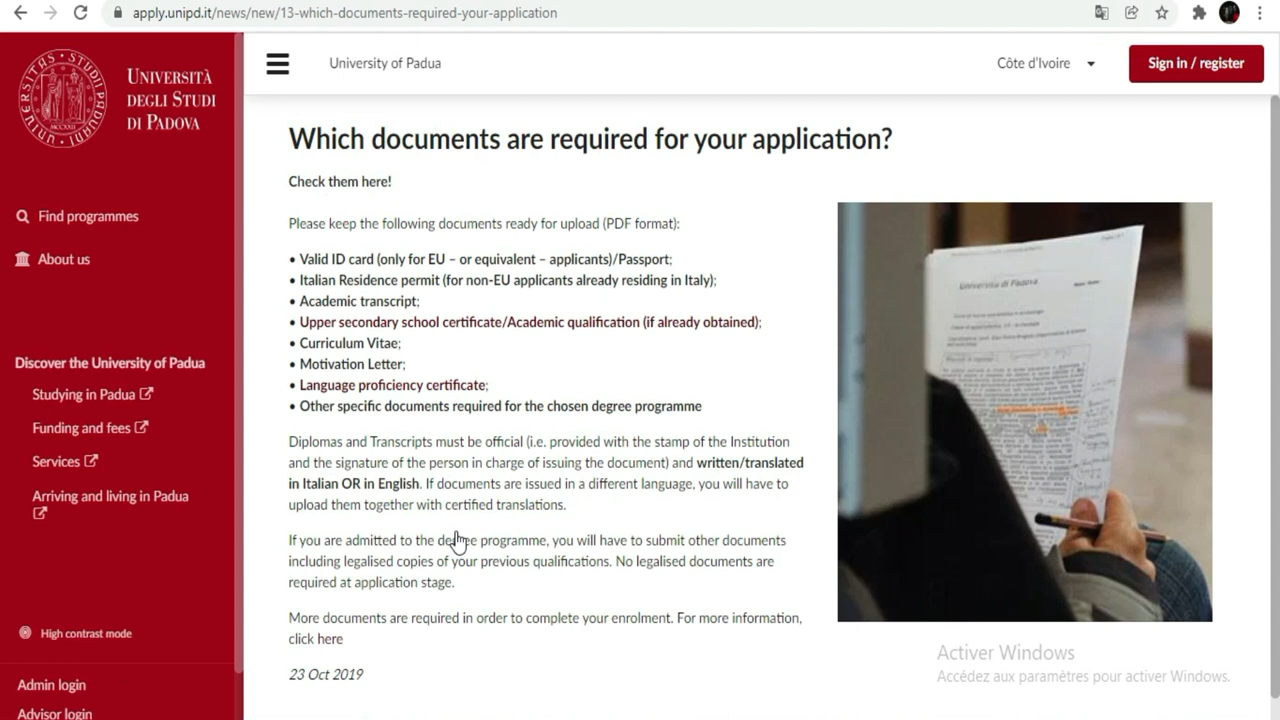 apply.unipd.it/news/new/13-which-documents-required-your-application
UNIVERSITÀ
DEGLI STUDI
DI PADOVA
Find programmes
About us
Discover the University of Padua
Studying in Padua
Funding and fees
Services
Arriving and living in Padua
High contrast mode
Admin login
Advisor login
University of Padua
Côte d'Ivoire
Sign in / register
Which documents are required for your application?
Check them here!
Please keep the following documents ready for upload (PDF format):
• Valid ID card (only for EU – or equivalent – applicants)/Passport;
• Italian Residence permit (for non-EU applicants already residing in Italy);
• Academic transcript;
• Upper secondary school certificate/Academic qualification (if already obtained);
• Curriculum Vitae;
• Motivation Letter;
• Language proficiency certificate;
• Other specific documents required for the chosen degree programme
Diplomas and Transcripts must be official (i.e. provided with the stamp of the Institution
and the signature of the person in charge of issuing the document) and written/translated
in Italian OR in English. If documents are issued in a different language, you will have to
upload them together with certified translations.
If you are admitted to the degree programme, you will have to submit other documents
including legalised copies of your previous qualifications. No legalised documents are
required at application stage.
More documents are required in order to complete your enrolment. For more information,
click here
23 Oct 2019
Università di Padova
Activer Windows
Accédez aux paramètres pour activer Windows.